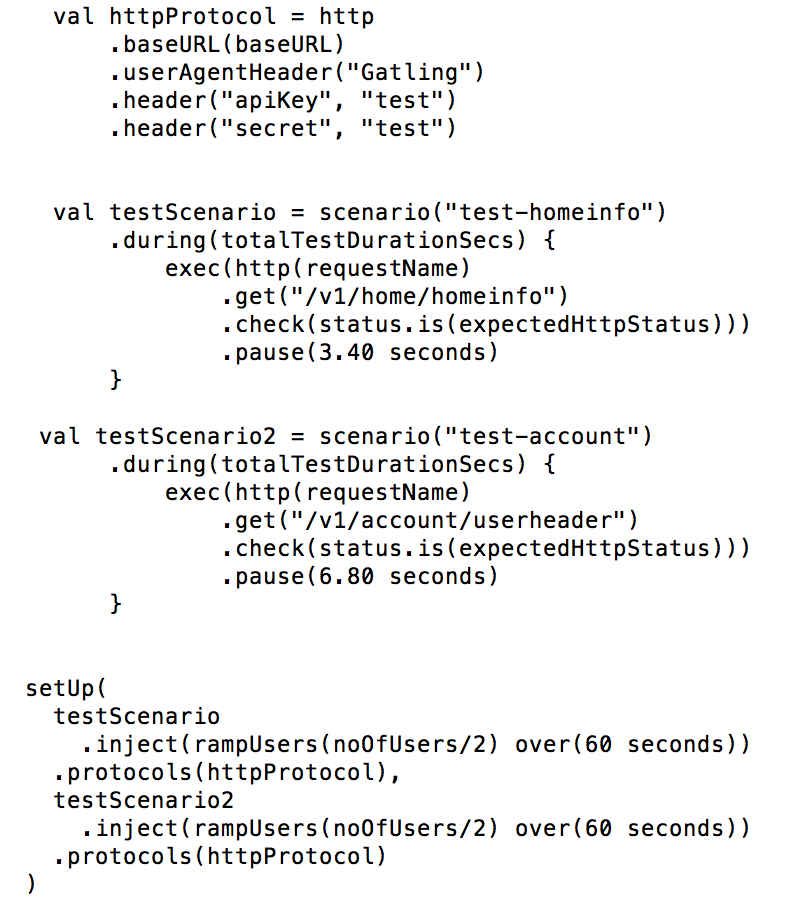 val httpProtocol = http
.baseURL(baseURL)
.userAgentHeader("Gatling")
.header("apiKey", "test")
.header("secret", "test")
val testScenario = scenario("test-homeinfo")
.during(totalTestDurationSecs) {
exec(http(requestName)
.get("/v1/home/homeinfo")
.check(status.is(expectedHttpStatus)))
.pause(3.40 seconds)
}
val testScenario2 = scenario("test-account")
.during(totalTestDurationSecs) {
exec(http(requestName)
.get("/v1/account/userheader")
.check(status.is(expectedHttpStatus)))
.pause(6.80 seconds)
}
setUp(
testScenario
.inject(rampUsers(noOfUsers/2) over(60 seconds))
.protocols(httpProtocol),
testScenario2
.inject(rampUsers(noOfUsers/2) over(60 seconds))
.protocols(httpProtocol)
)